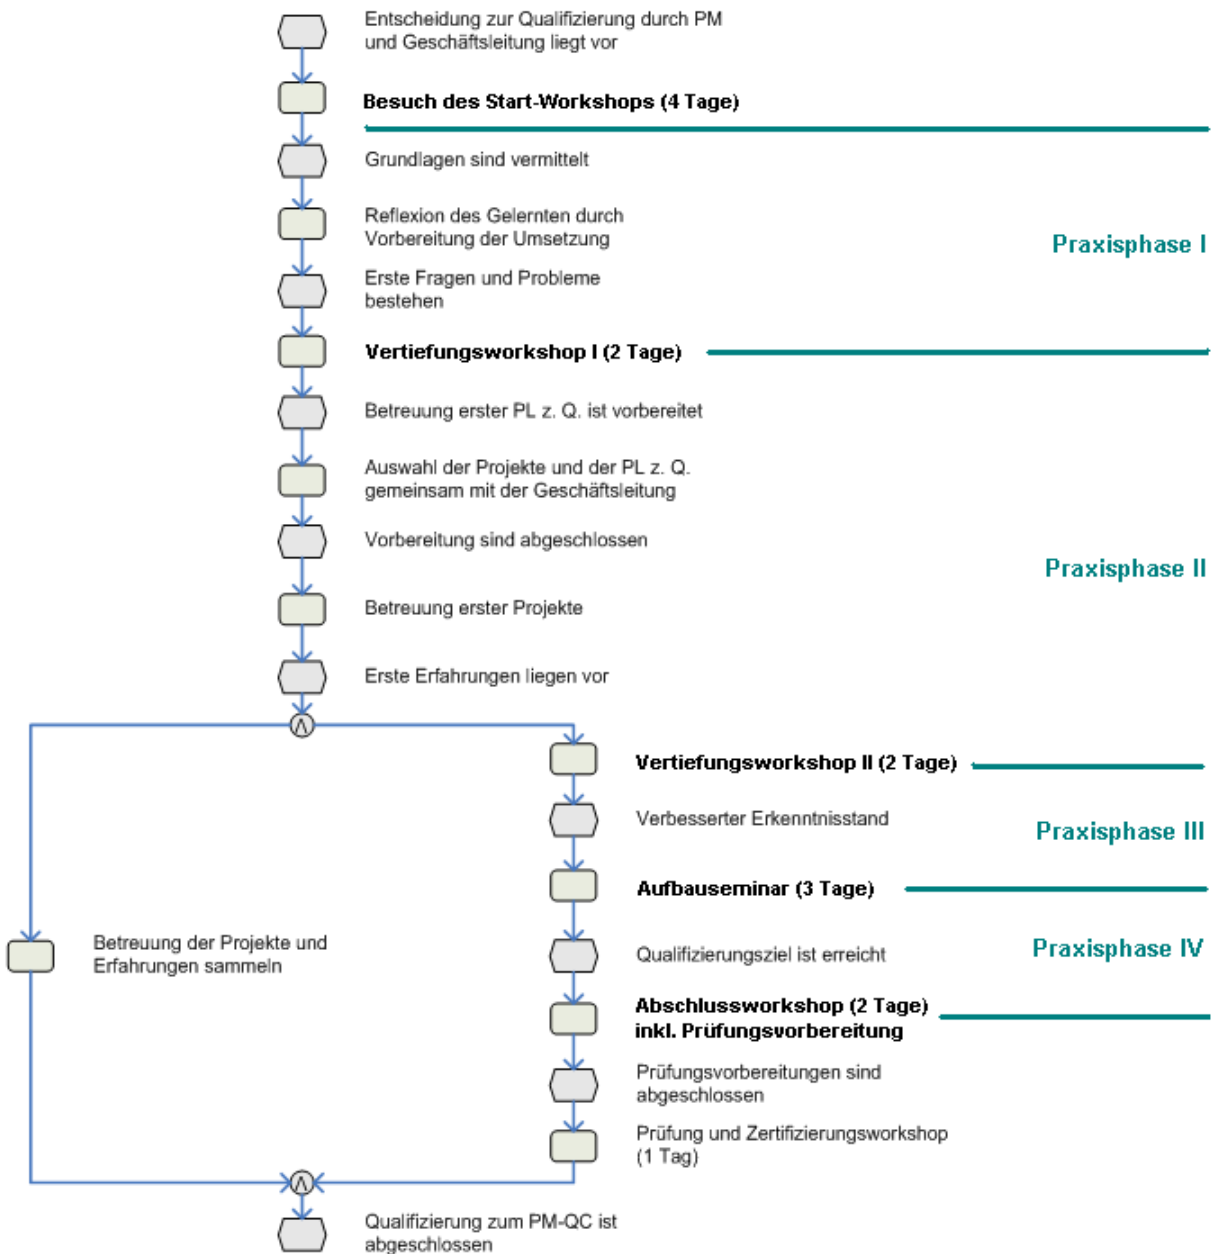 Entscheidung zur Qualifizierung durch PM
und Geschäftsleitung liegt vor
Besuch des Start-Workshops (4 Tage)
Grundlagen sind vermittelt
Reflexion des Gelernten durch
Vorbereitung der Umsetzung
Praxisphase I
Erste Fragen und Probleme
bestehen
Vertiefungsworkshop I (2 Tage)
Betreuung erster PL z. Q. ist vorbereitet
Auswahl der Projekte und der PL z. Q.
gemeinsam mit der Geschäftsleitung
Vorbereitung sind abgeschlossen
Praxisphase II
Betreuung erster Projekte
Erste Erfahrungen liegen vor
Λ
Vertiefungsworkshop II (2 Tage)
Verbesserter Erkenntnisstand
Praxisphase III
Aufbauseminar (3 Tage)
Betreuung der Projekte und
Erfahrungen sammeln
Qualifizierungsziel ist erreicht
Praxisphase IV
Abschlussworkshop (2 Tage)
inkl. Prüfungsvorbereitung
Prüfungsvorbereitungen sind
abgeschlossen
Prüfung und Zertifizierungsworkshop
(1 Tag)
Λ
Qualifizierung zum PM-QC ist
abgeschlossen